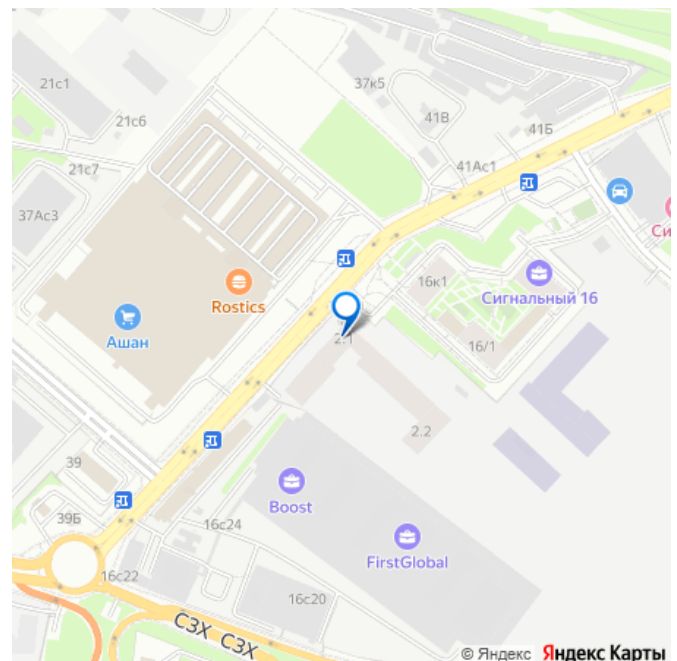 21с1
37к5
21с6
41В
41Б
21с7
41Ас1
37Ас3
Си
16к1
Rostics
Сигнальный 16
Ашан
2.1
16/1
2.2
39
Boost
39Б
16с24
FirstGlobal
16с22
16с20
СЗХ СЗХ
© Яндекс Яндекс Карты